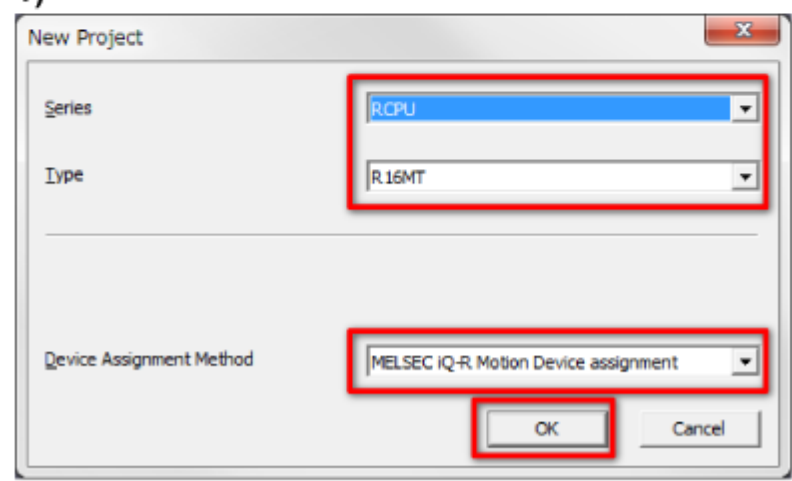 New Project
Series RCPU
Type R16MT
Device Assignment Method MELSEC iQ-R Motion Device assignment
OK Cancel